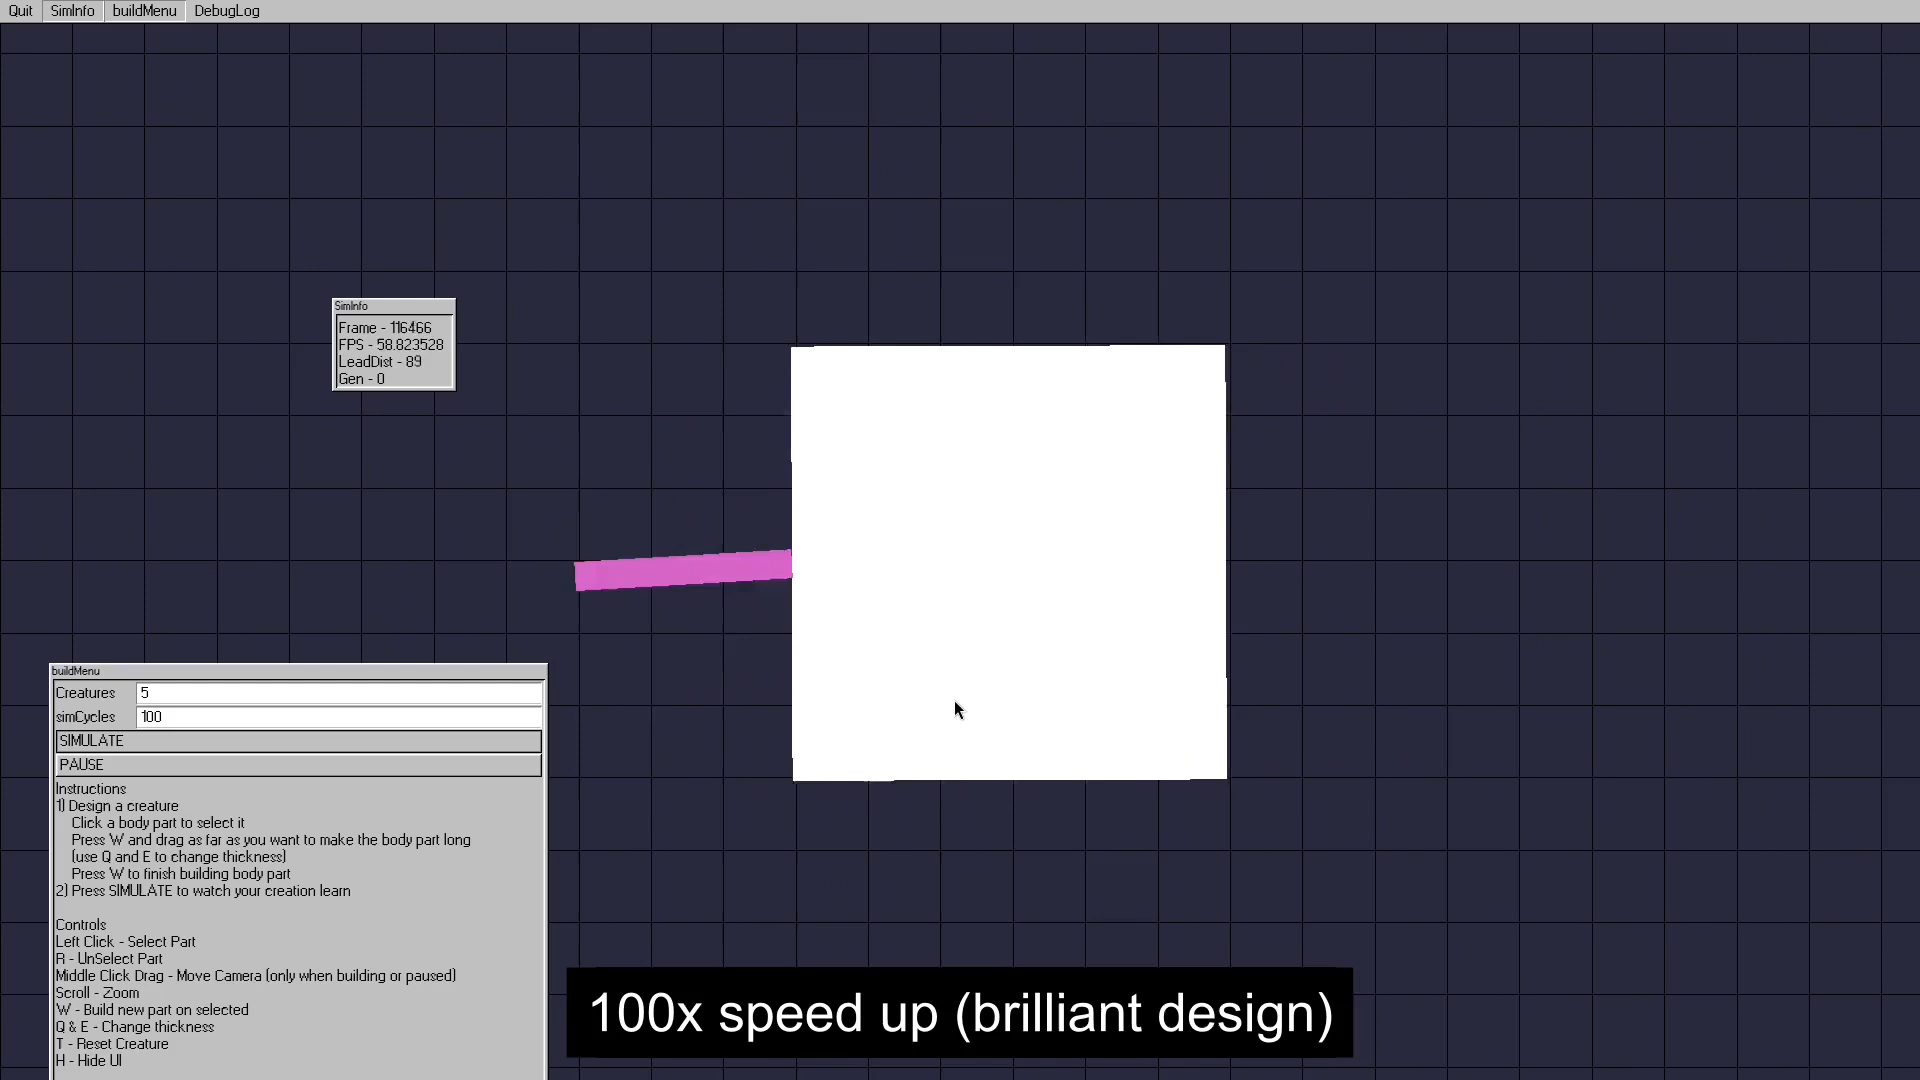 Quit SimInfo buildMenu DebugLog
SimInfo
Frame - 116466
FPS - 58.823528
LeadDist - 89
Gen - 0
buildMenu
Creatures 5
simCycles 100
SIMULATE
PAUSE
Instructions
1) Design a creature
Click a body part to select it
Press 'W' and drag as far as you want to make the body part long
(use Q and E to change thickness)
Press 'W' to finish building body part
2) Press SIMULATE to watch your creation learn
Controls
Left Click - Select Part
R - UnSelect Part
Middle Click Drag - Move Camera (only when building or paused)
Scroll - Zoom
W - Build new part on selected
Q & E - Change thickness
T - Reset Creature
H - Hide UI
100x speed up (brilliant design)